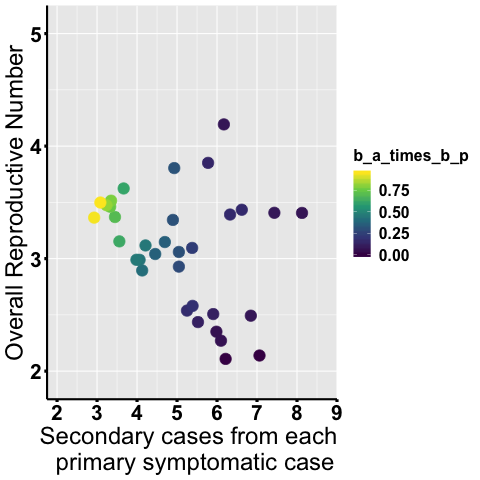 Overall Reproductive Number
5
4
3
2
2 3 4 5 6 7 8 9
Secondary cases from each
primary symptomatic case
b_a_times_b_p
0.75
0.50
0.25
0.00